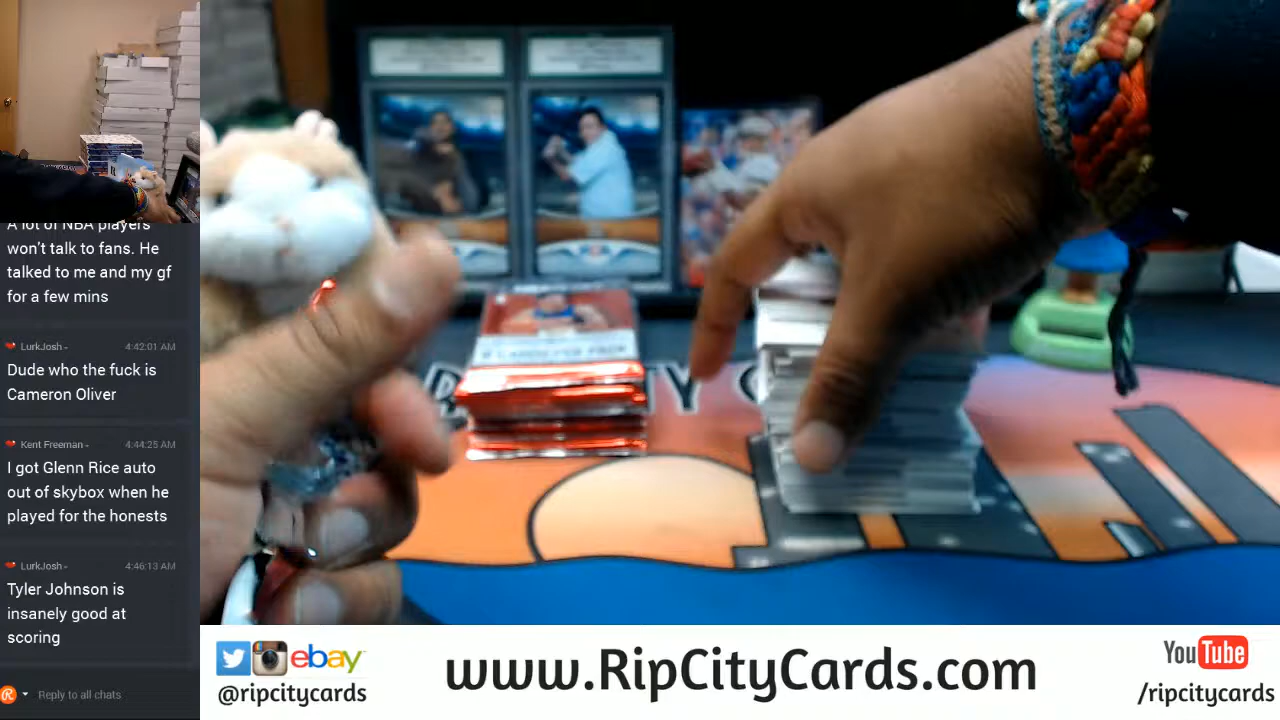 A lot of NBA players
won't talk to fans. He
talked to me and my gf
for a few mins
LurkJosh -
4:42:01 AM
Dude who the fuck is
Cameron Oliver
Kent Freeman -
4:44:25 AM
I got Glenn Rice auto
out of skybox when he
played for the honests
LurkJosh -
4:46:13 AM
Tyler Johnson is
insanely good at
scoring
Reply to all chats
ebay
@ripcitycards
www.RipCityCards.com
YouTube
/ripcitycards